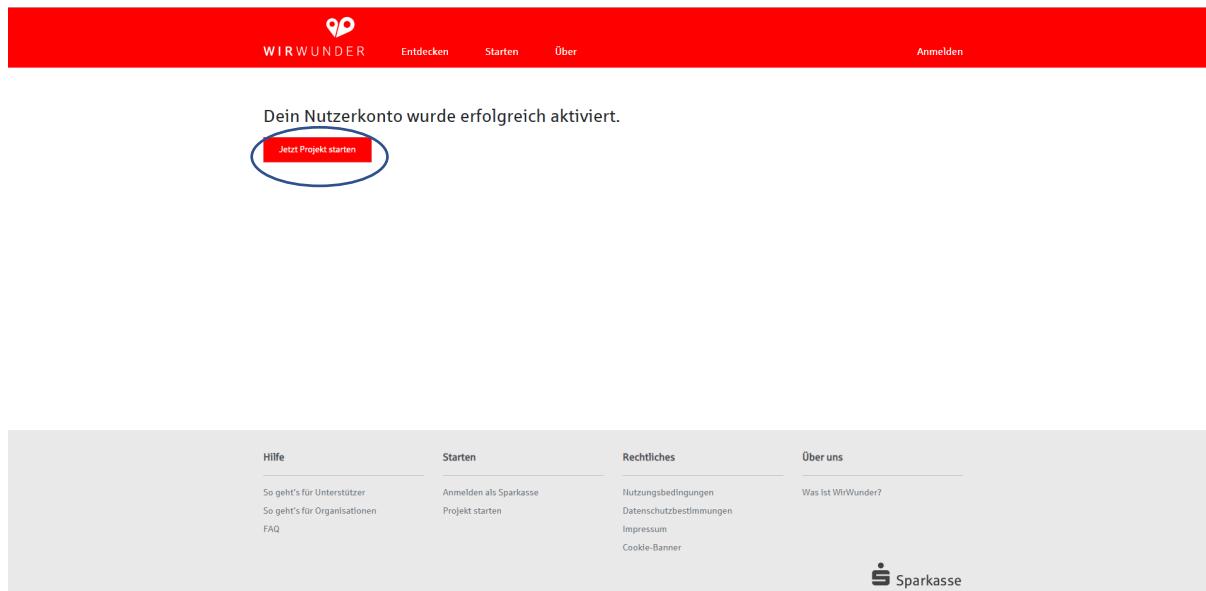 WIRWUNDER Entdecken Starten Über Anmelden
Dein Nutzerkonto wurde erfolgreich aktiviert.
Jetzt Projekt starten
Hilfe
So geht's für Unterstützer
So geht's für Organisationen
FAQ
Starten
Anmelden als Sparkasse
Projekt starten
Rechtliches
Nutzungsbedingungen
Datenschutzbestimmungen
Impressum
Cookie-Banner
Über uns
Was ist WirWunder?
Sparkasse